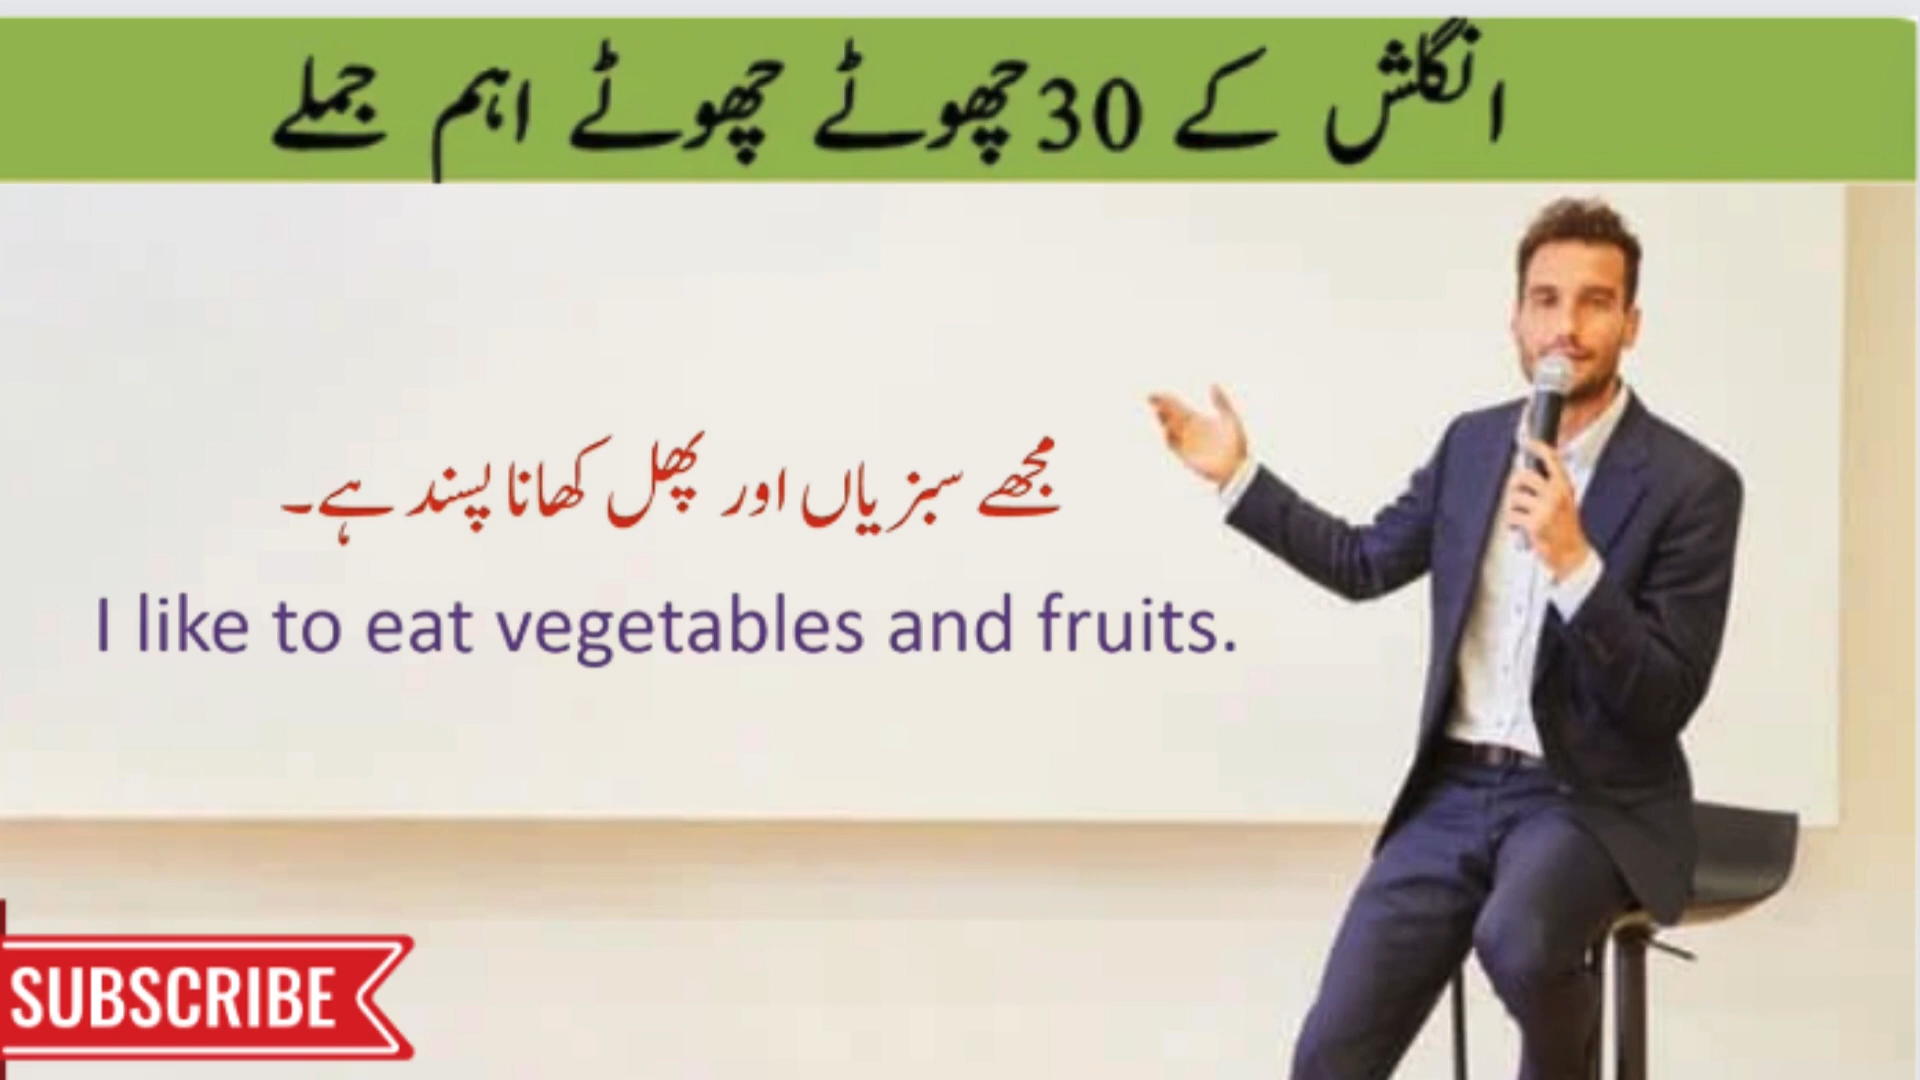 انگلش کے 30 چھوٹے چھوٹے اہم جملے
مجھے سبزیاں اور پھل کھانا پسند ہے۔
I like to eat vegetables and fruits.
SUBSCRIBE